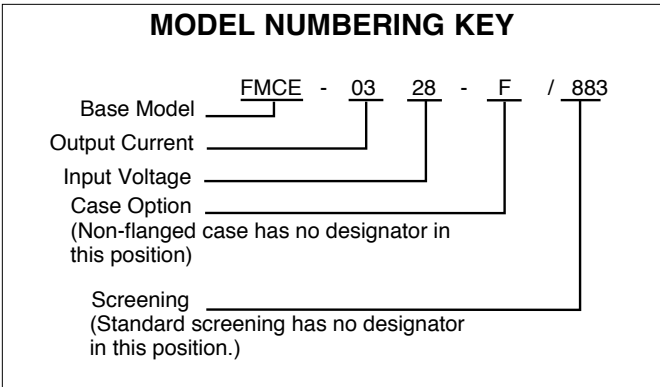 MODEL NUMBERING KEY
FMCE - 03 28 - F / 883
Base Model
Output Current
Input Voltage
Case Option
(Non-flanged case has no designator in
this position)
Screening
(Standard screening has no designator
in this position.)